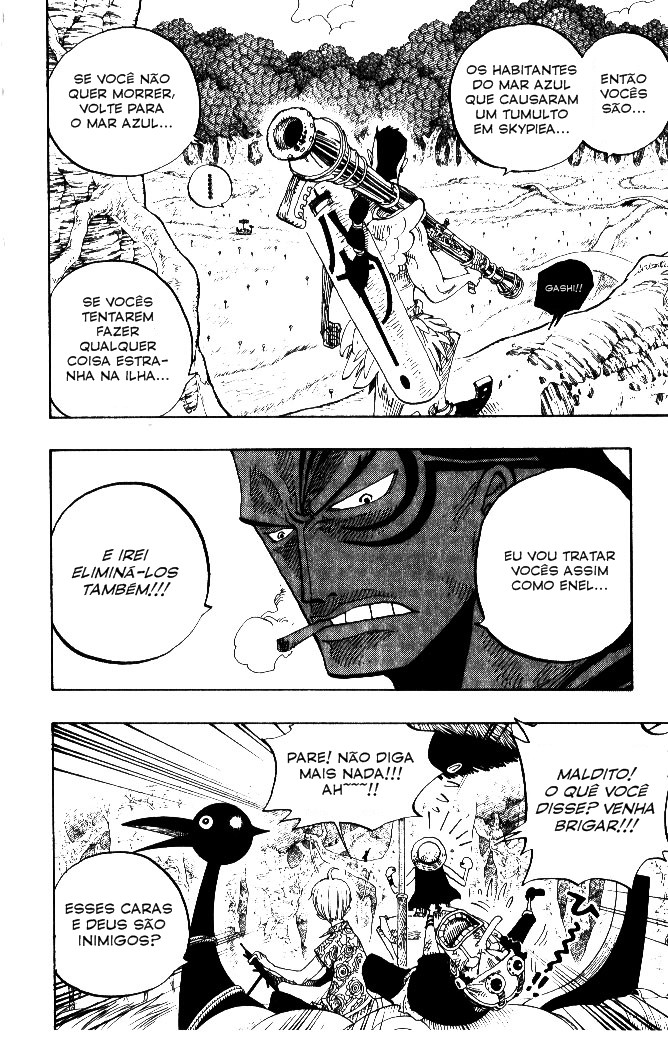 ENTÃO
VOCÊS
SÃO...
OS HABITANTES
DO MAR AZUL
QUE CAUSARAM
UM TUMULTO
EM SKYPIEA...
SE VOCÊ NÃO
QUER MORRER,
VOLTE PARA
O MAR AZUL...
GASHI!!
SE VOCÊS
TENTAREM
FAZER
QUALQUER
COISA ESTRA-
NHA NA ILHA...
EU VOU TRATAR
VOCÊS ASSIM
COMO ENEL...
E IREI
ELIMINÁ-LOS
TAMBÉM!!!
MALDITO!
O QUÊ VOCÊ
DISSE? VENHA
BRIGAR!!!
PARE! NÃO DIGA
MAIS NADA!!!
AH~~~!!
ESSES CARAS
E DEUS SÃO
INIMIGOS?